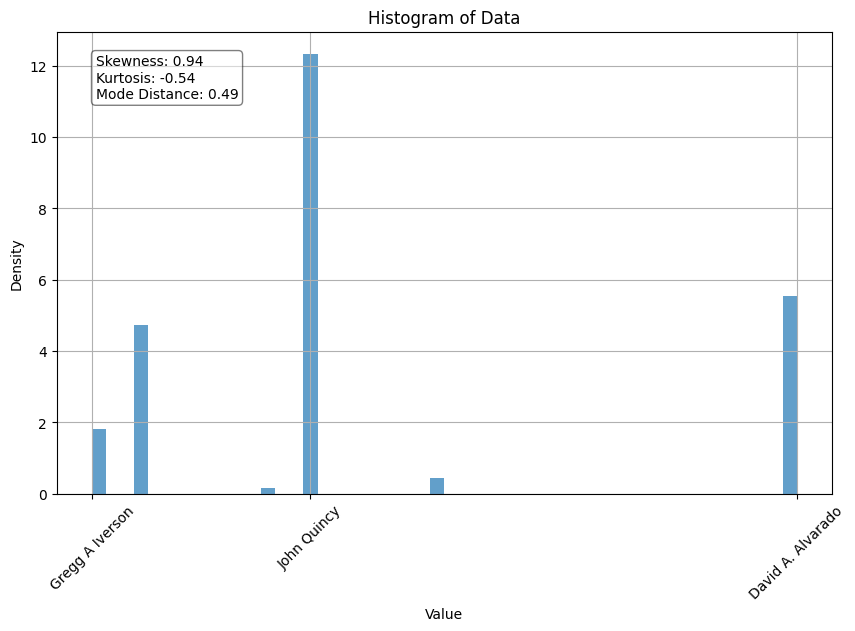 Histogram of Data
Skewness: 0.94
Kurtosis: -0.54
Mode Distance: 0.49
12
10
8
6
4
2
0
Density
Gregg A Iverson
John Quincy
David A. Alvarado
Value